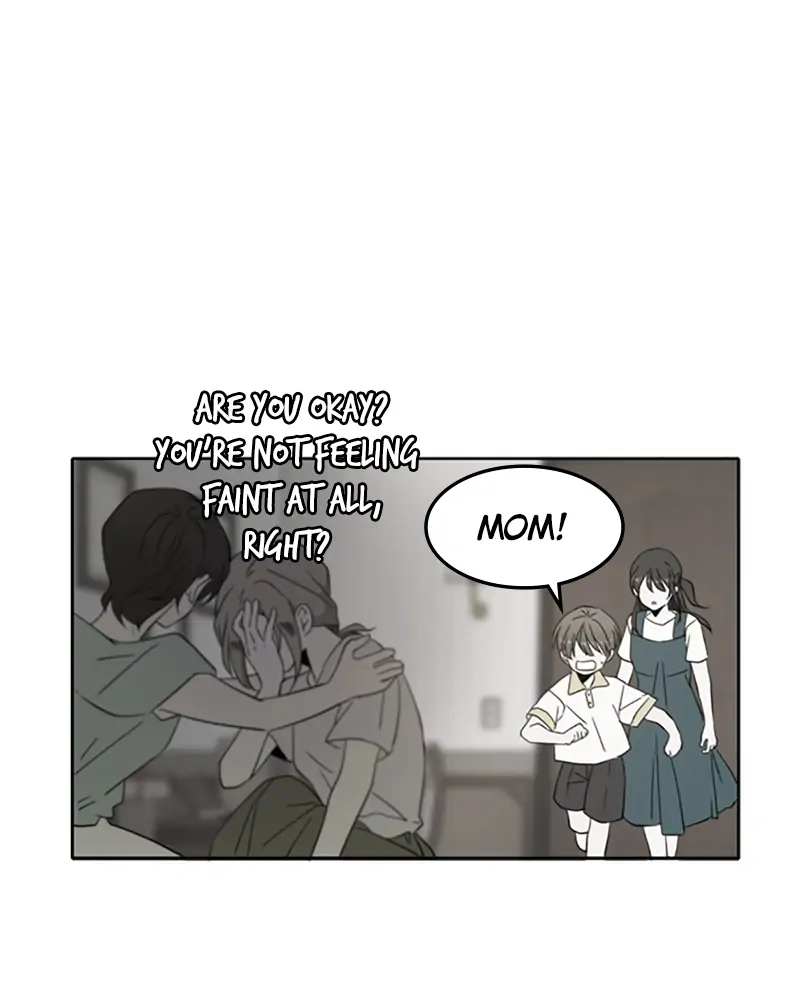 ARE YOU OKAY?
YOU'RE NOT FEELING
FAINT AT ALL,
RIGHT?
MOM!